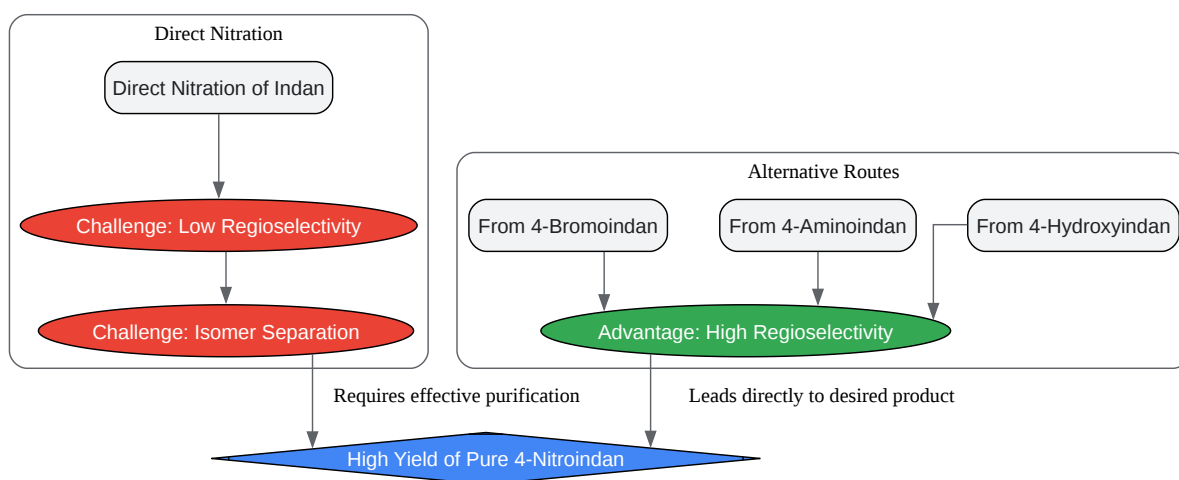 Direct Nitration
Direct Nitration of Indan
Challenge: Low Regioselectivity
Challenge: Isomer Separation
Alternative Routes
From 4-Bromoindan
From 4-Aminoindan
From 4-Hydroxyindan
Advantage: High Regioselectivity
Requires effective purification
Leads directly to desired product
High Yield of Pure 4-Nitroindan